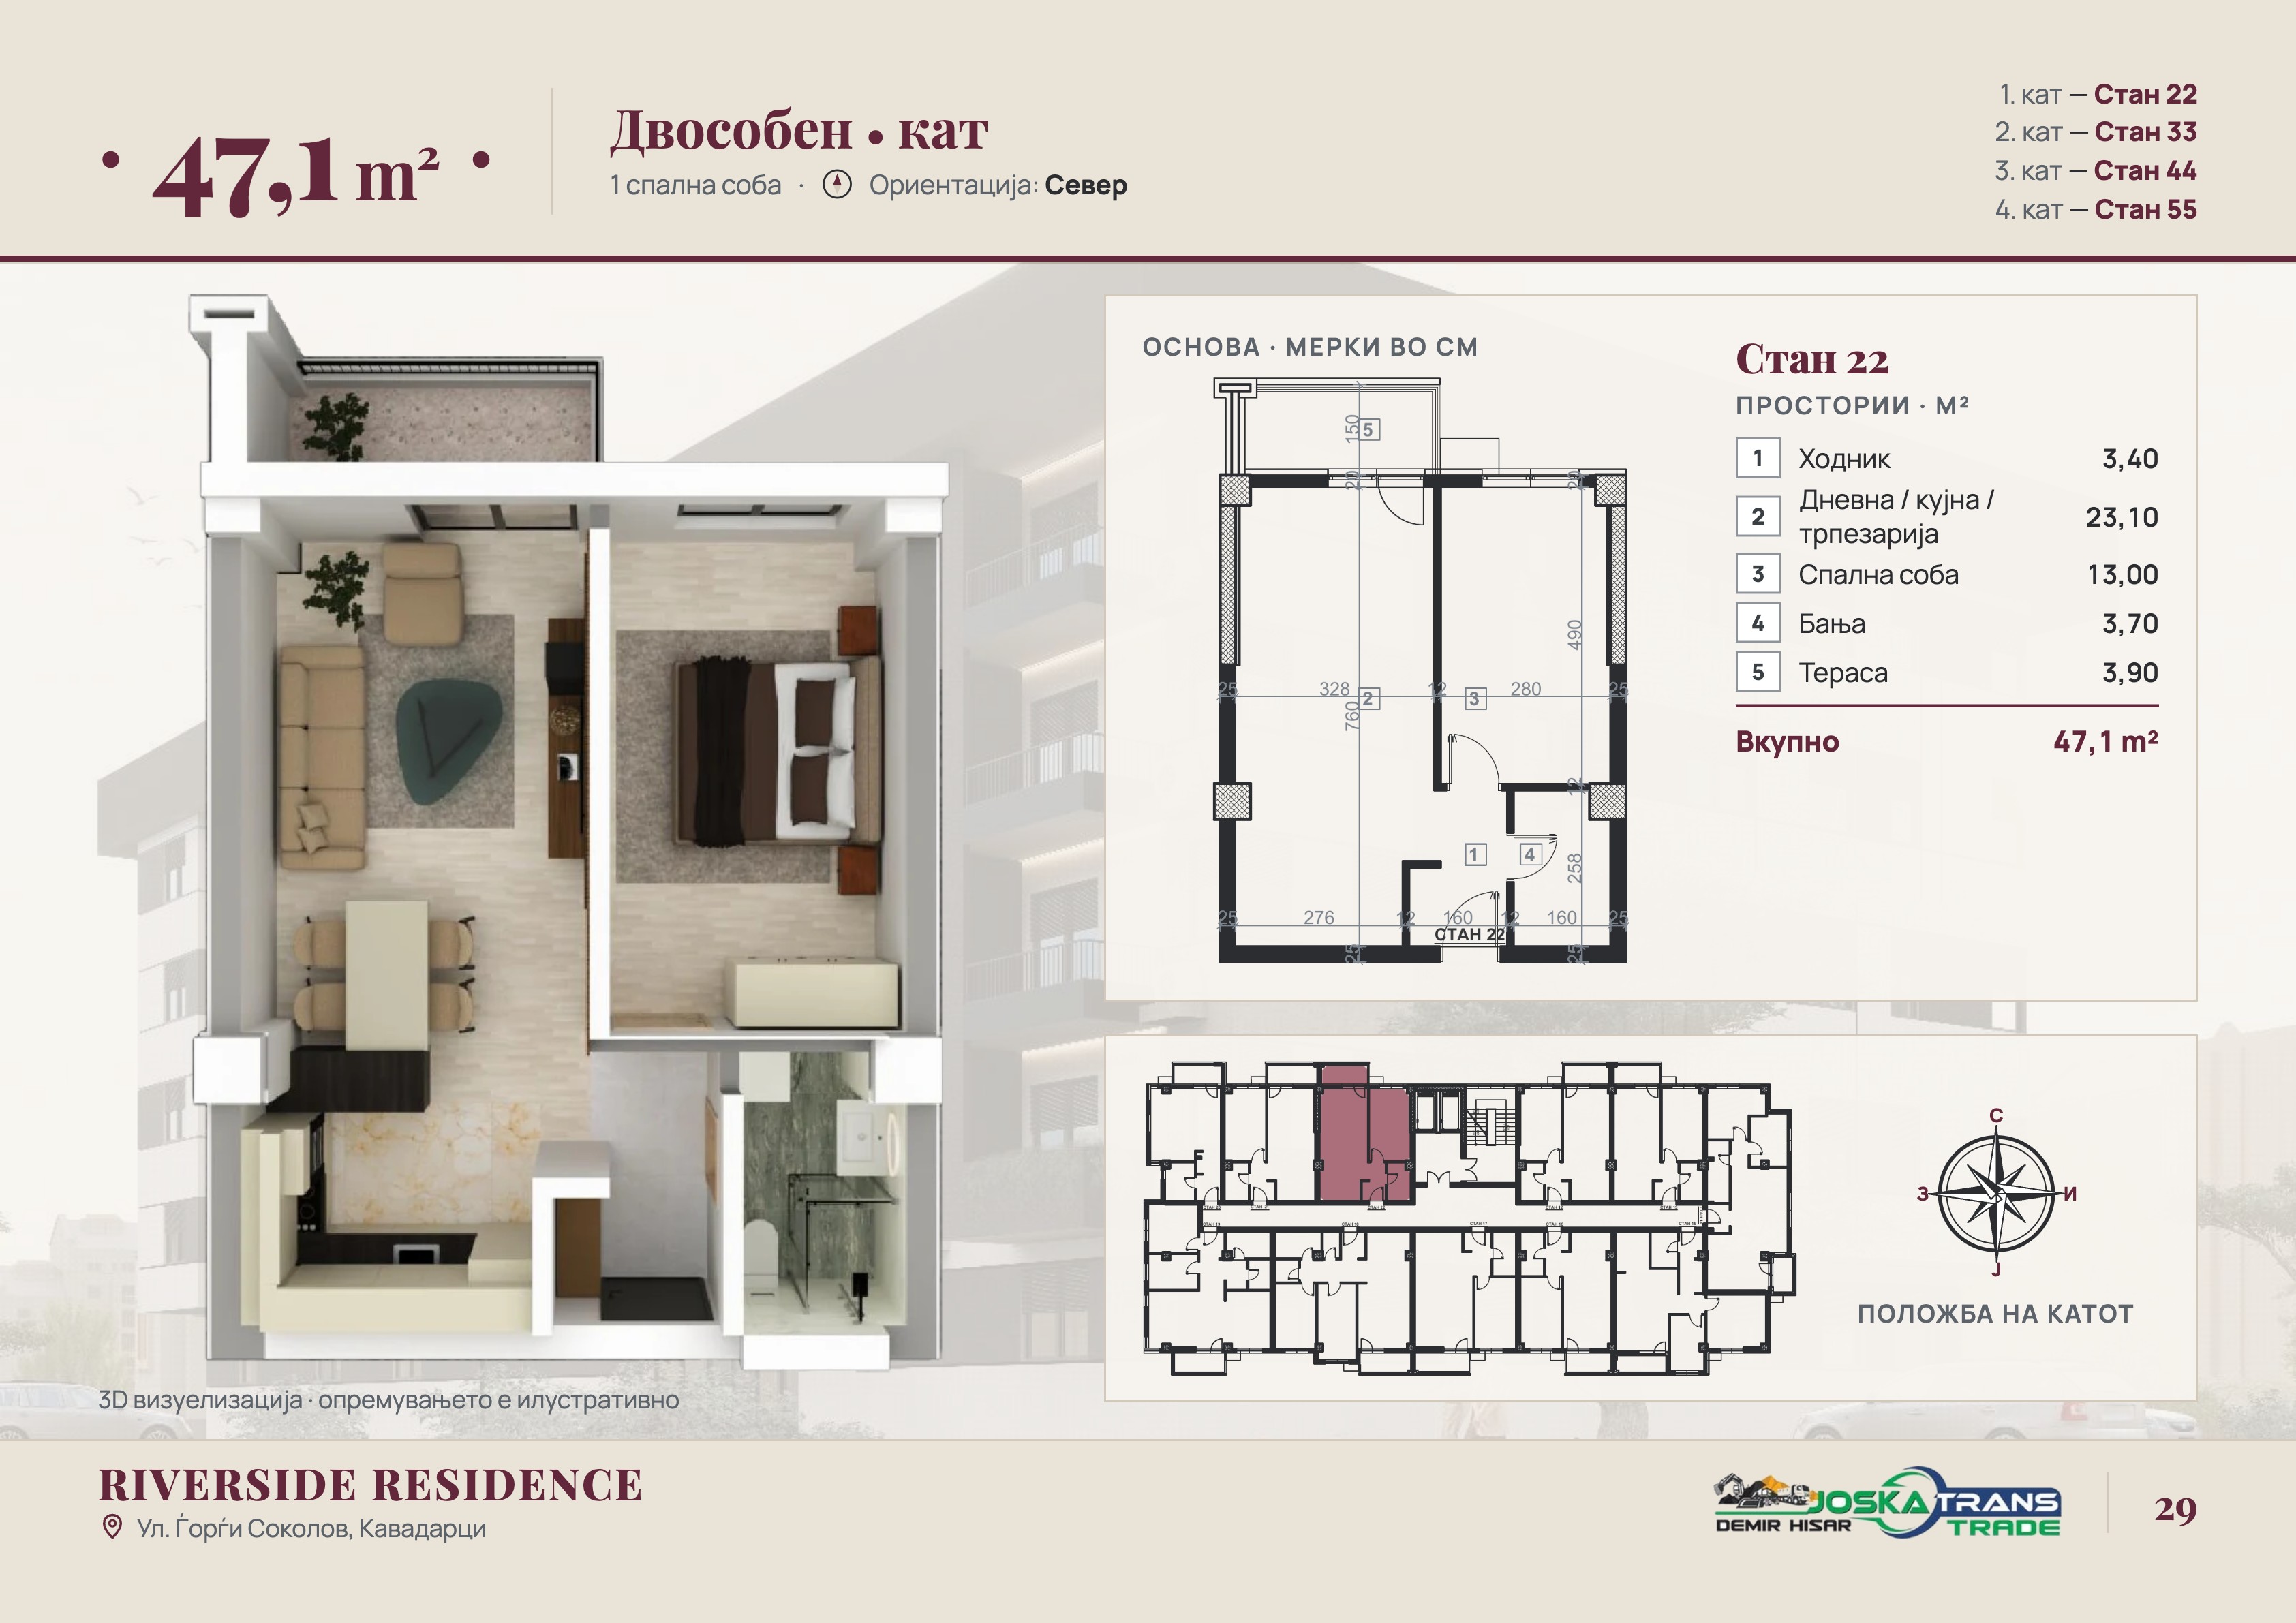 47,1 m²
Двособен • кат
1 спална соба · Ориентација: Север
1. кат — Стан 22
2. кат — Стан 33
3. кат — Стан 44
4. кат — Стан 55
ОСНОВА · МЕРКИ ВО СМ
150
5
20
20
490
25
328
2
12
3
280
25
760
12
1
4
258
70
25
276
12
160
12
160
25
СТАН 22
25
25
Стан 22
ПРОСТОРИИ · М²
1 Ходник 3,40
2 Дневна / кујна / трпезарија 23,10
3 Спална соба 13,00
4 Бања 3,70
5 Тераса 3,90
Вкупно 47,1 m²
С
З
И
Ј
ПОЛОЖБА НА КАТОТ
3D визуелизација · опремувањето е илустративно
RIVERSIDE RESIDENCE
Ул. Ѓорѓи Соколов, Кавадарци
JOSKA TRANS
DEMIR HISAR TRADE
29